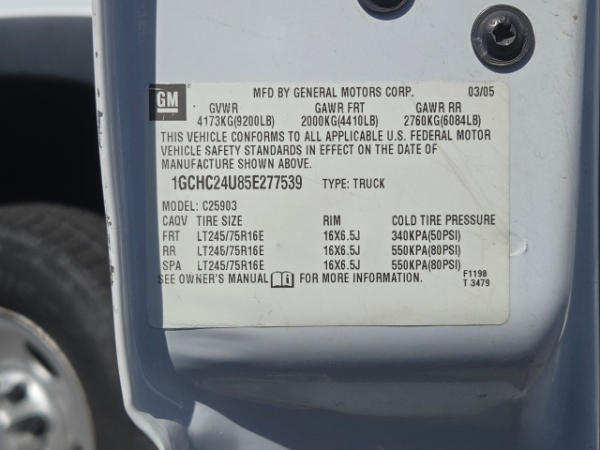 GM MFD BY GENERAL MOTORS CORP. 03/05
GVWR GAWR FRT GAWR RR
4173KG(9200LB) 2000KG(4410LB) 2760KG(6084LB)
THIS VEHICLE CONFORMS TO ALL APPLICABLE U.S. FEDERAL MOTOR
VEHICLE SAFETY STANDARDS IN EFFECT ON THE DATE OF
MANUFACTURE SHOWN ABOVE.
1GCHC24U85E277539 TYPE: TRUCK
MODEL: C25903
CAQV TIRE SIZE RIM COLD TIRE PRESSURE
FRT LT245/75R16E 16X6.5J 340KPA(50PSI)
RR LT245/75R16E 16X6.5J 550KPA(80PSI)
SPA LT245/75R16E 16X6.5J 550KPA(80PSI)
SEE OWNER'S MANUAL FOR MORE INFORMATION.
F1198
T 3479